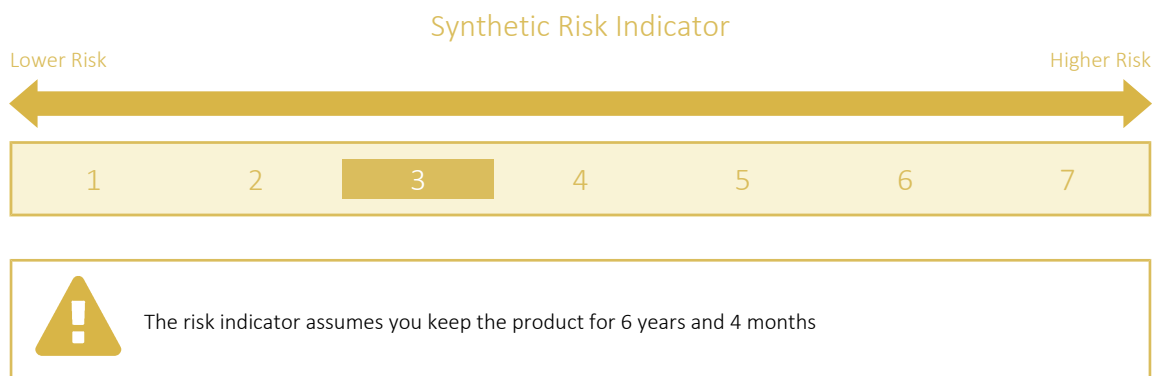 Synthetic Risk Indicator
Lower Risk Higher Risk
1 2 3 4 5 6 7
The risk indicator assumes you keep the product for 6 years and 4 months